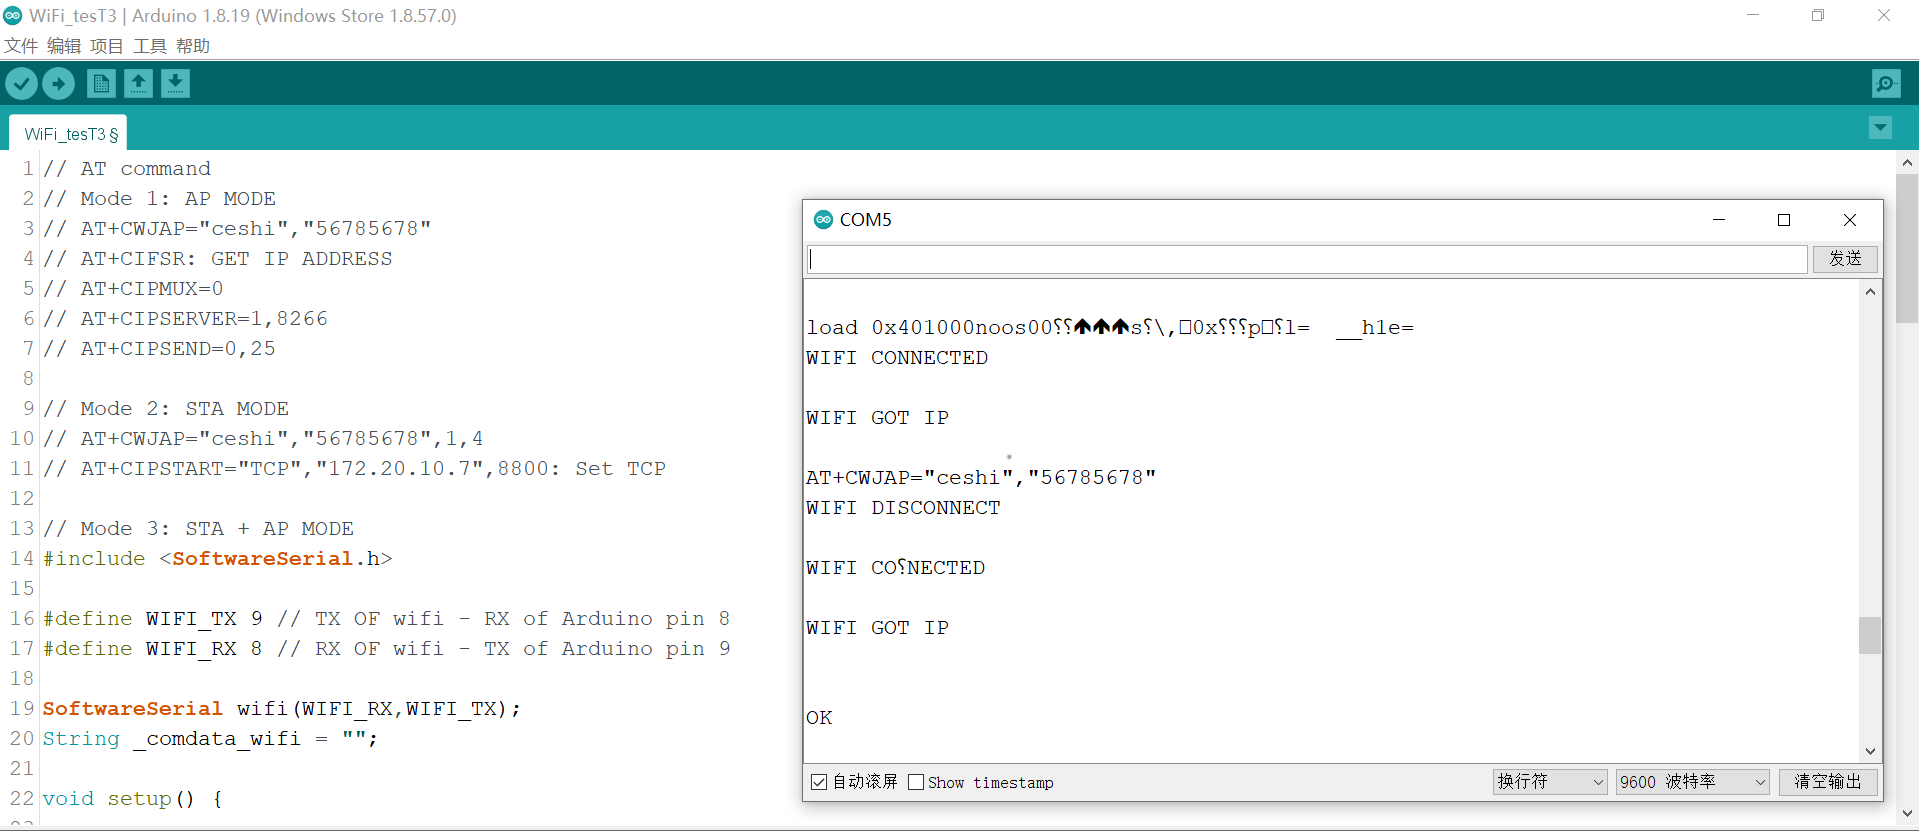 WiFi_tesT3 | Arduino 1.8.19 (Windows Store 1.8.57.0)
文件 编辑 项目 工具 帮助
WiFi_tesT3 §
1 // AT command
2 // Mode 1: AP MODE
3 // AT+CWJAP="ceshi","56785678"
4 // AT+CIFSR: GET IP ADDRESS
5 // AT+CIPMUX=0
6 // AT+CIPSERVER=1,8266
7 // AT+CIPSEND=0,25
8
9 // Mode 2: STA MODE
10 // AT+CWJAP="ceshi","56785678",1,4
11 // AT+CIPSTART="TCP","172.20.10.7",8800: Set TCP
12
13 // Mode 3: STA + AP MODE
14 #include <SoftwareSerial.h>
15
16 #define WIFI_TX 9 // TX OF wifi - RX of Arduino pin 8
17 #define WIFI_RX 8 // RX OF wifi - TX of Arduino pin 9
18
19 SoftwareSerial wifi(WIFI_RX,WIFI_TX);
20 String _comdata_wifi = "";
21
22 void setup() {
COM5
发送
load 0x401000noos00⸮⸮🡅🡅🡅s⸮\,□0x⸮⸮⸮p□⸮l=  __h1e=
WIFI CONNECTED
WIFI GOT IP
AT+CWJAP="ceshi","56785678"
WIFI DISCONNECT
WIFI CO⸮NECTED
WIFI GOT IP
OK
自动滚屏 Show timestamp 换行符 9600 波特率 清空输出